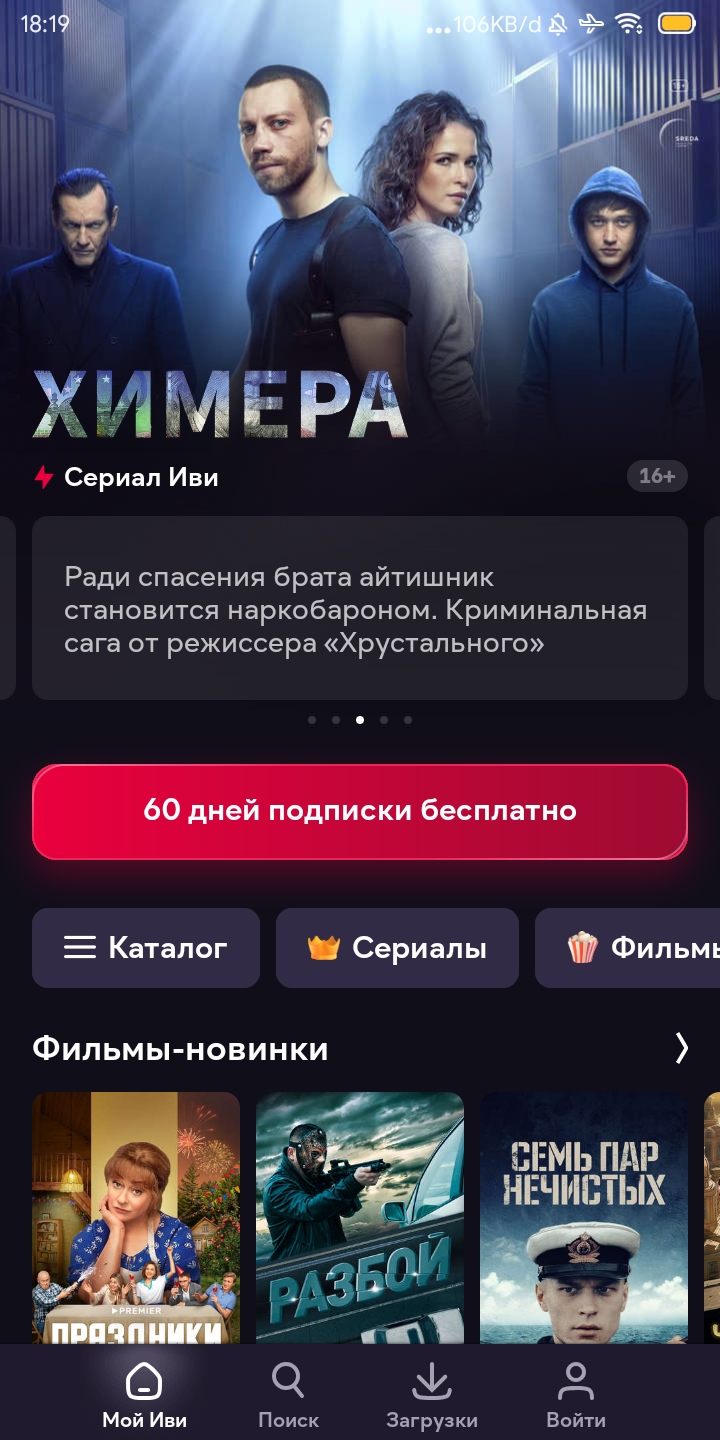 18:19
...106KB/d
16+
SREDA
ХИМЕРА
Сериал Иви
16+
Ради спасения брата айтишник
становится наркобароном. Криминальная
сага от режиссера «Хрустального»
60 дней подписки бесплатно
Каталог
Сериалы
Фильмы
Фильмы-новинки
СЕМЬ ПАР
НЕЧИСТЫХ
РАЗБОЙ
PREMIER
ПРАЗДНИКИ
Мой Иви
Поиск
Загрузки
Войти